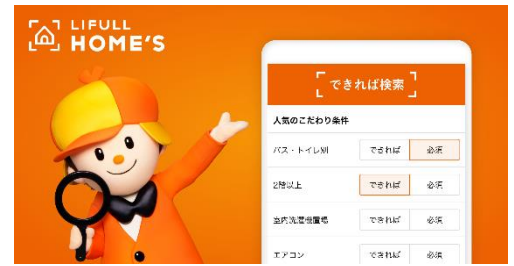 LIFULL
HOME'S
できれば検索
人気のこだわり条件
バス・トイレ別 できれば 必須
2階以上 できれば 必須
室内洗濯機置場 できれば 必須
エアコン できれば 必須